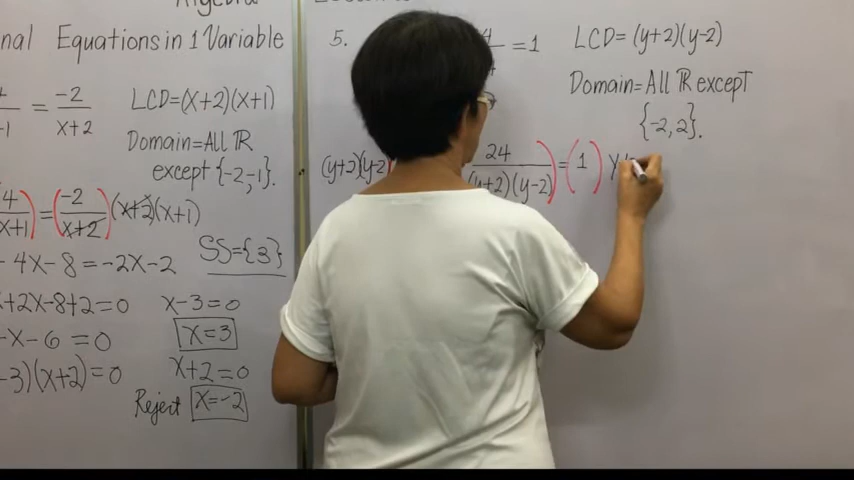 Algebra
nal Equations in 1 Variable
= -2/(x+2) LCD=(x+2)(x+1)
Domain=All ℝ
except {-2,-1}.
4/(x+1)) = (-2/(x+2)) (x+2)(x+1)
- 4x-8 = -2x-2 SS={3}
x+2x-8+2=0 x-3=0
-x-6=0 x=3
-3)(x+2)=0 x+2=0
Reject x=-2
5.
=1 LCD=(y+2)(y-2)
Domain=All ℝ except
{-2,2}.
(y+2)(y-2) 24/((y+2)(y-2)) = (1)